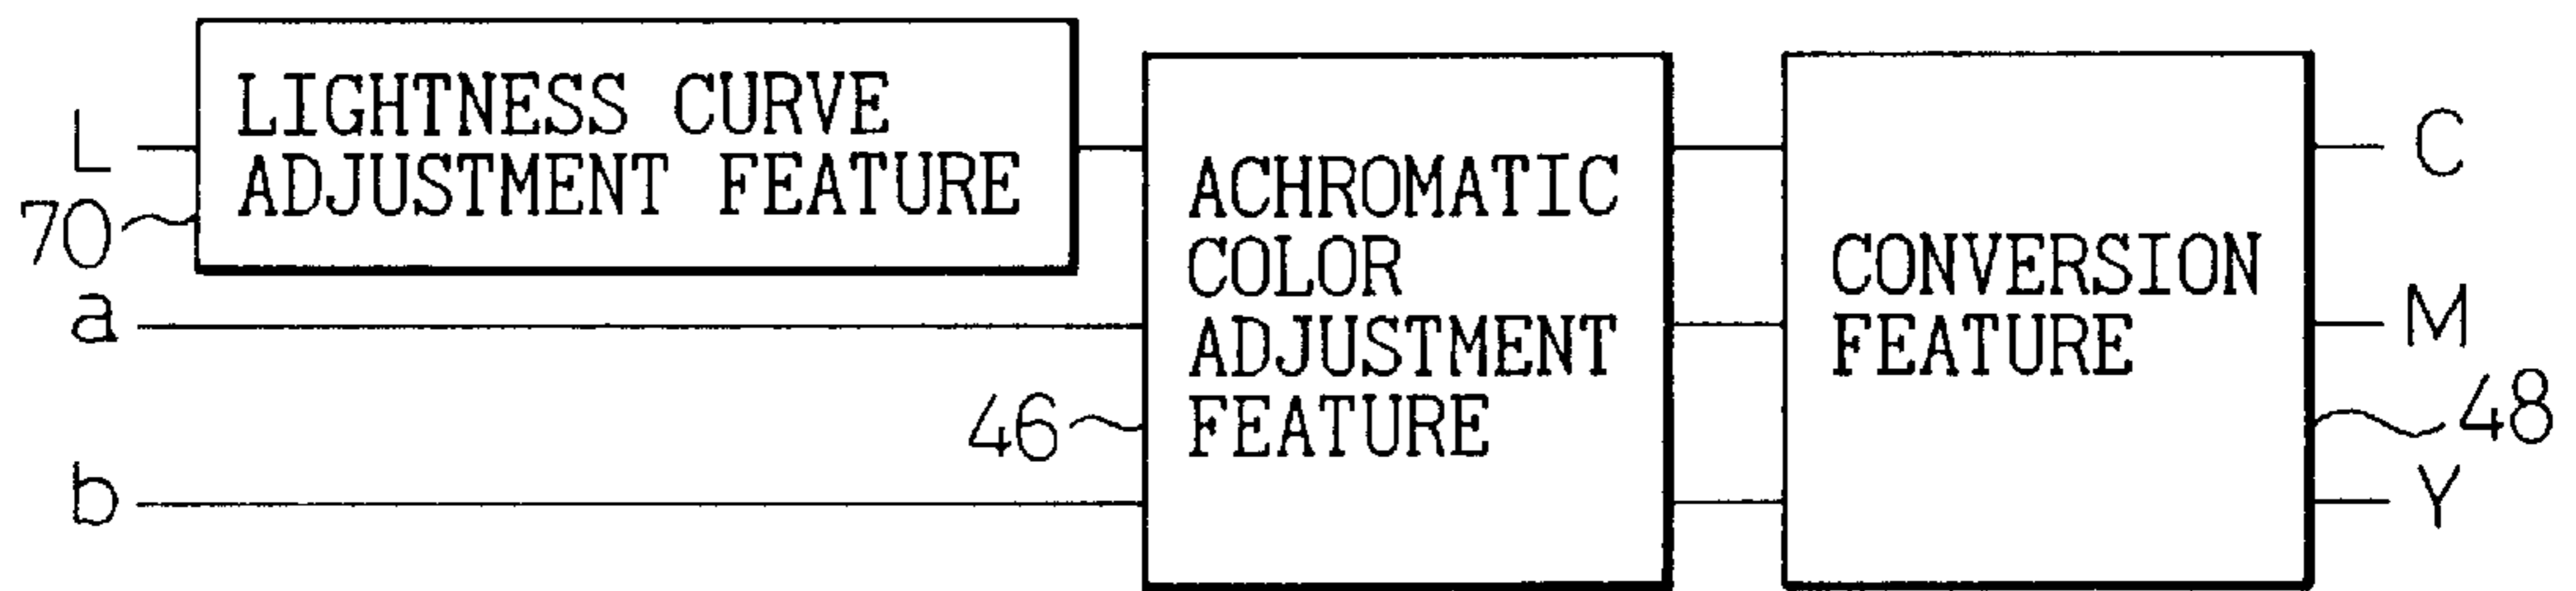 L
LIGHTNESS CURVE
ADJUSTMENT FEATURE
70
a
b
46
ACHROMATIC
COLOR
ADJUSTMENT
FEATURE
CONVERSION
FEATURE
C
M
48
Y